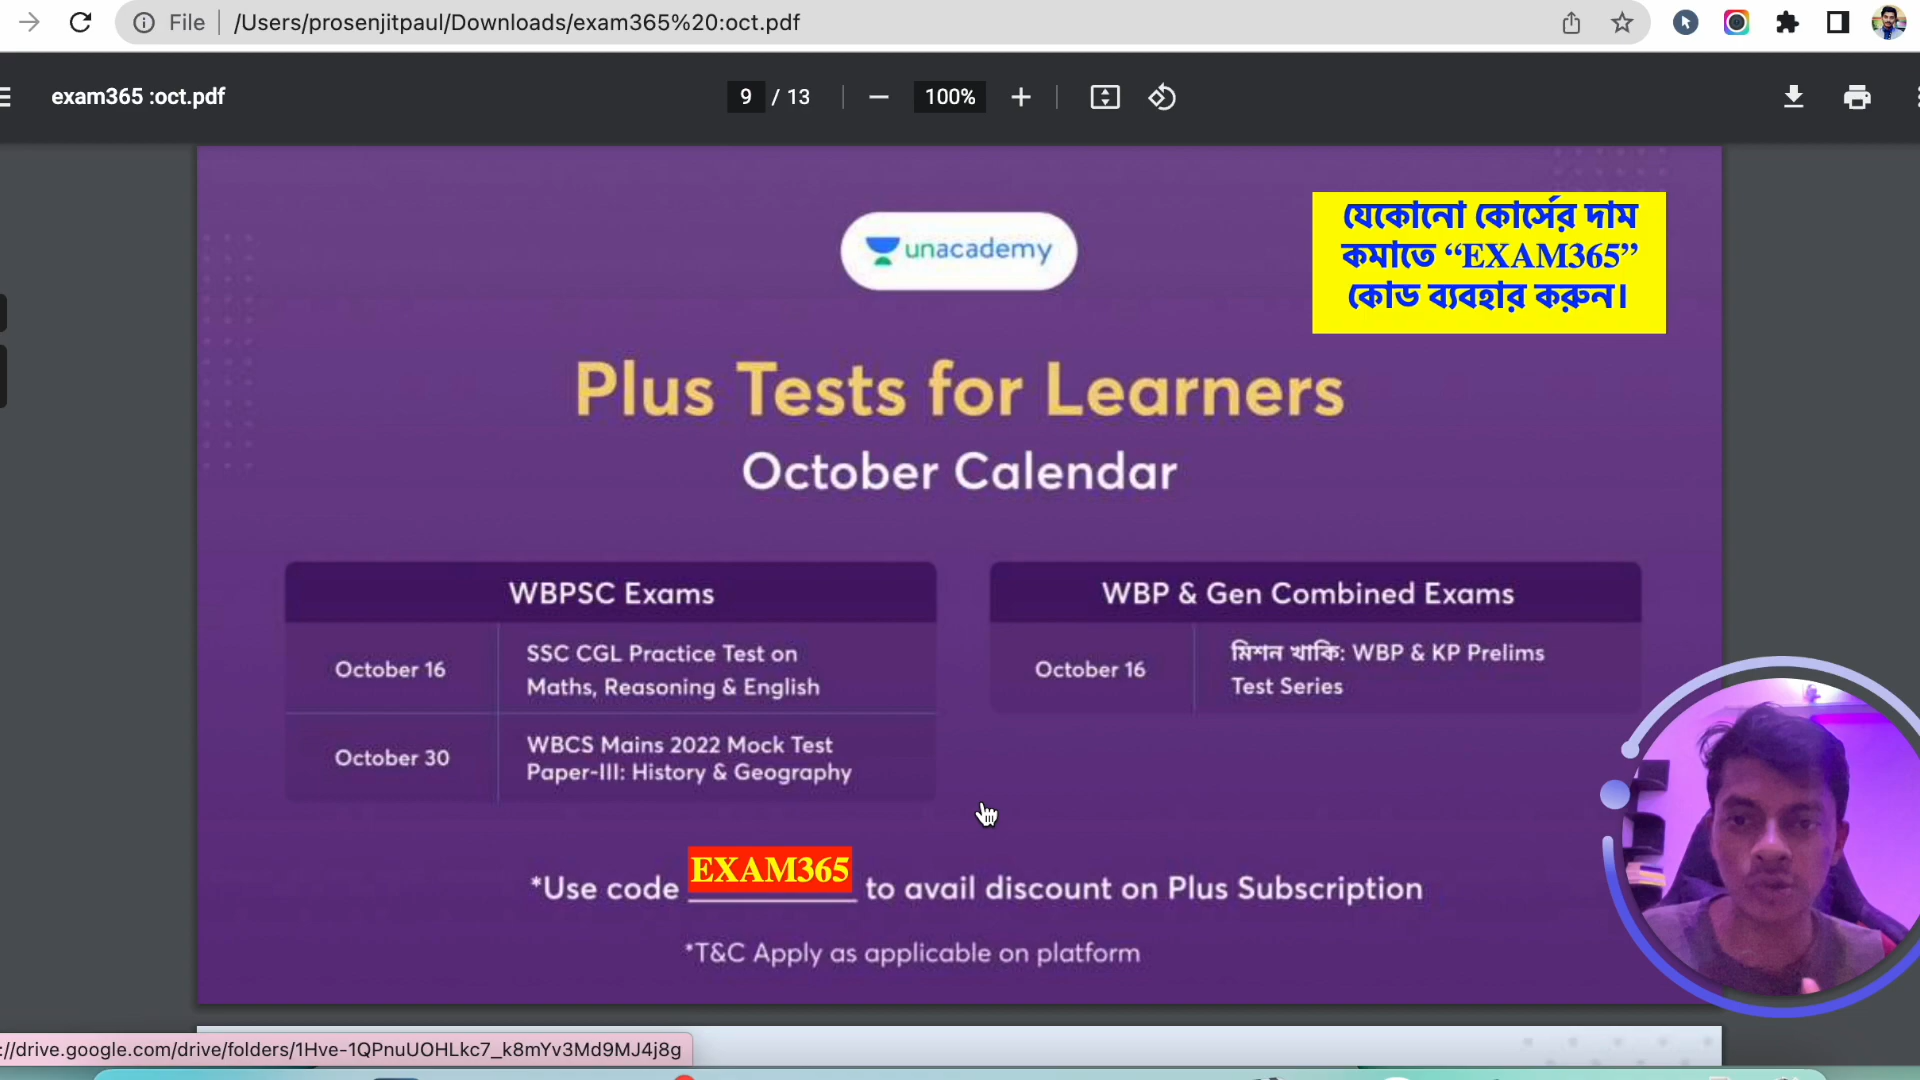 File
/Users/prosenjitpaul/Downloads/exam365%20:oct.pdf
exam365 :oct.pdf
9 / 13
100%
unacademy
যেকোনো কোর্সের দাম
কমাতে “EXAM365”
কোড ব্যবহার করুন।
Plus Tests for Learners
October Calendar
WBPSC Exams
October 16
SSC CGL Practice Test on
Maths, Reasoning & English
October 30
WBCS Mains 2022 Mock Test
Paper-III: History & Geography
WBP & Gen Combined Exams
October 16
মিশন খাকি: WBP & KP Prelims
Test Series
*Use code EXAM365 to avail discount on Plus Subscription
*T&C Apply as applicable on platform
://drive.google.com/drive/folders/1Hve-1QPnuUOHLkc7_k8mYv3Md9MJ4j8g